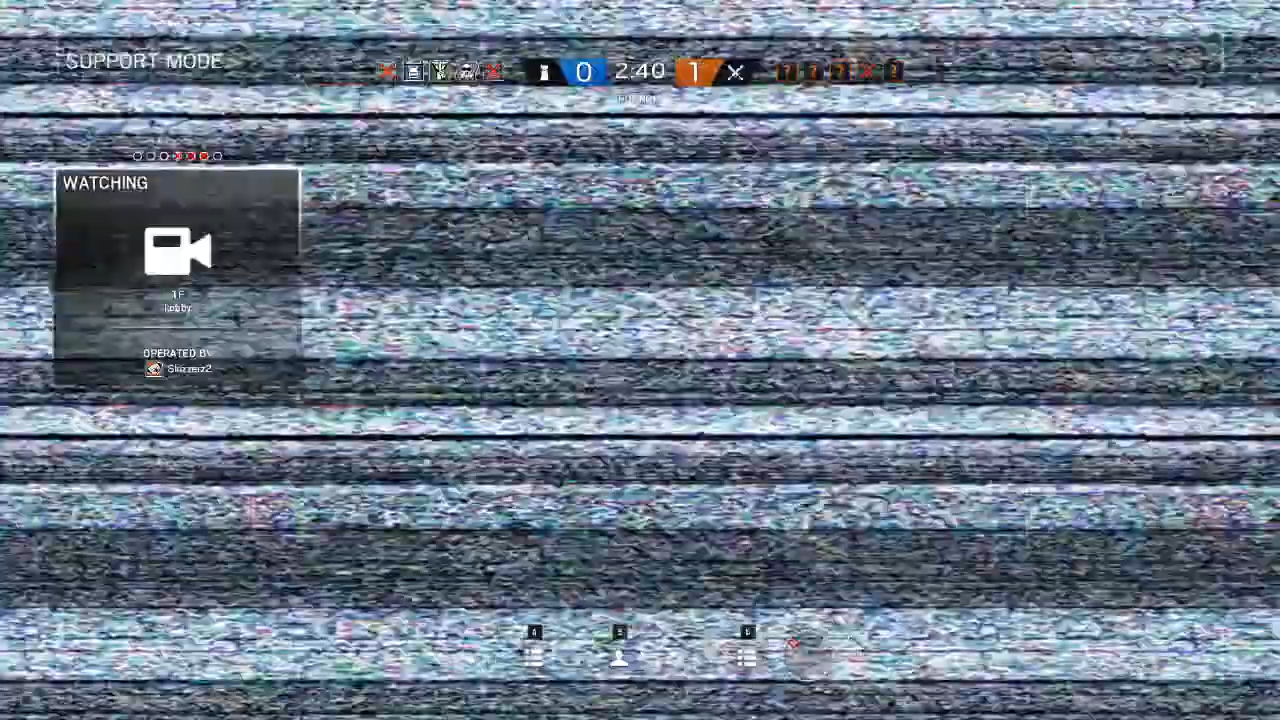 SUPPORT MODE
0 2:40 1
WATCHING
1F
Lobby
OPERATED BY